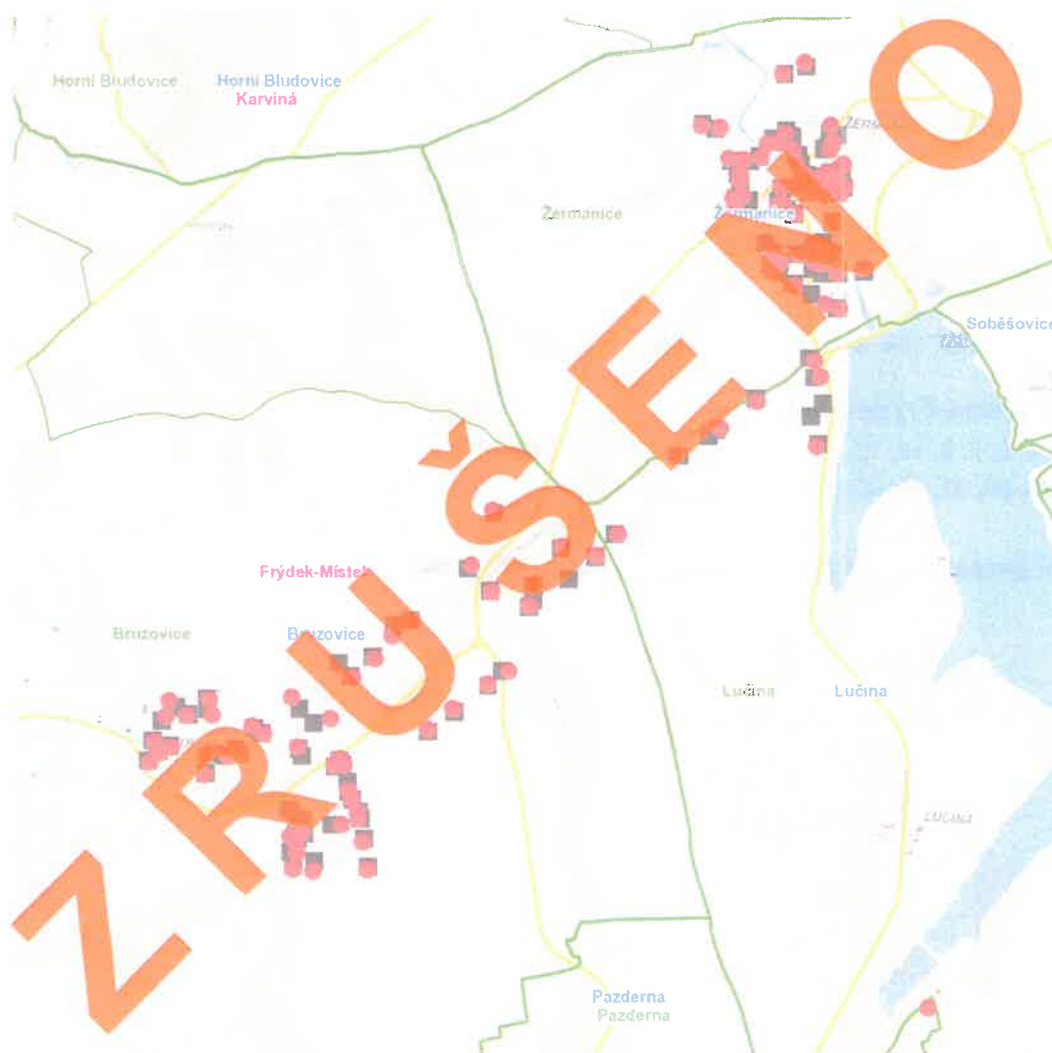 Horní Bludovice
Horní Bludovice
Karviná
Žermanice
Žermanice
Soběšovice
ZRUŠENO
Frýdek-Místek
Bruzovice
Bruzovice
Lučina
Lučina
LUČINA
Pazderna
Pazderna